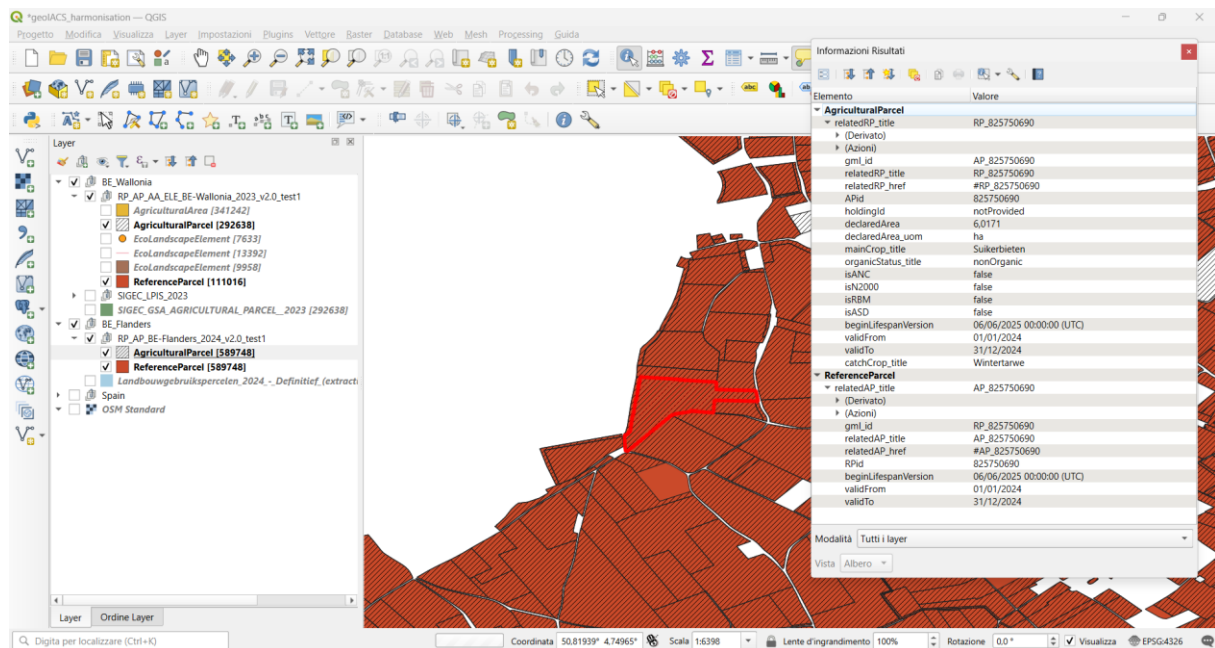 *geoIACS_harmonisation — QGIS
Progetto Modifica Visualizza Layer Impostazioni Plugins Vettore Raster Database Web Mesh Processing Guida
Layer
BE_Wallonia
RP_AP_AA_ELE_BE-Wallonia_2023_v2.0_test1
AgriculturalArea [341242]
AgriculturalParcel [292638]
EcoLandscapeElement [7633]
EcoLandscapeElement [13392]
EcoLandscapeElement [9958]
ReferenceParcel [111016]
SIGEC_LPIS_2023
SIGEC_GSA_AGRICULTURAL_PARCEL__2023 [292638]
BE_Flanders
RP_AP_BE-Flanders_2024_v2.0_test1
AgriculturalParcel [589748]
ReferenceParcel [589748]
Landbouwgebruikspercelen_2024_-_Definitief_(extracti
Spain
OSM Standard
Layer Ordine Layer
Informazioni Risultati
Elemento Valore
AgriculturalParcel
relatedRP_title RP_825750690
(Derivato)
(Azioni)
gml_id AP_825750690
relatedRP_title RP_825750690
relatedRP_href #RP_825750690
APid 825750690
holdingId notProvided
declaredArea 6,0171
declaredArea_uom ha
mainCrop_title Suikerbieten
organicStatus_title nonOrganic
isANC false
isN2000 false
isRBM false
isASD false
beginLifespanVersion 06/06/2025 00:00:00 (UTC)
validFrom 01/01/2024
validTo 31/12/2024
catchCrop_title Wintertarwe
ReferenceParcel
relatedAP_title AP_825750690
(Derivato)
(Azioni)
gml_id RP_825750690
relatedAP_title AP_825750690
relatedAP_href #AP_825750690
RPid 825750690
beginLifespanVersion 06/06/2025 00:00:00 (UTC)
validFrom 01/01/2024
validTo 31/12/2024
Modalità Tutti i layer
Vista Albero
Digita per localizzare (Ctrl+K) Coordinata 50,81939° 4,74965° Scala 1:6398 Lente d'ingrandimento 100% Rotazione 0.0 ° Visualizza EPSG:4326